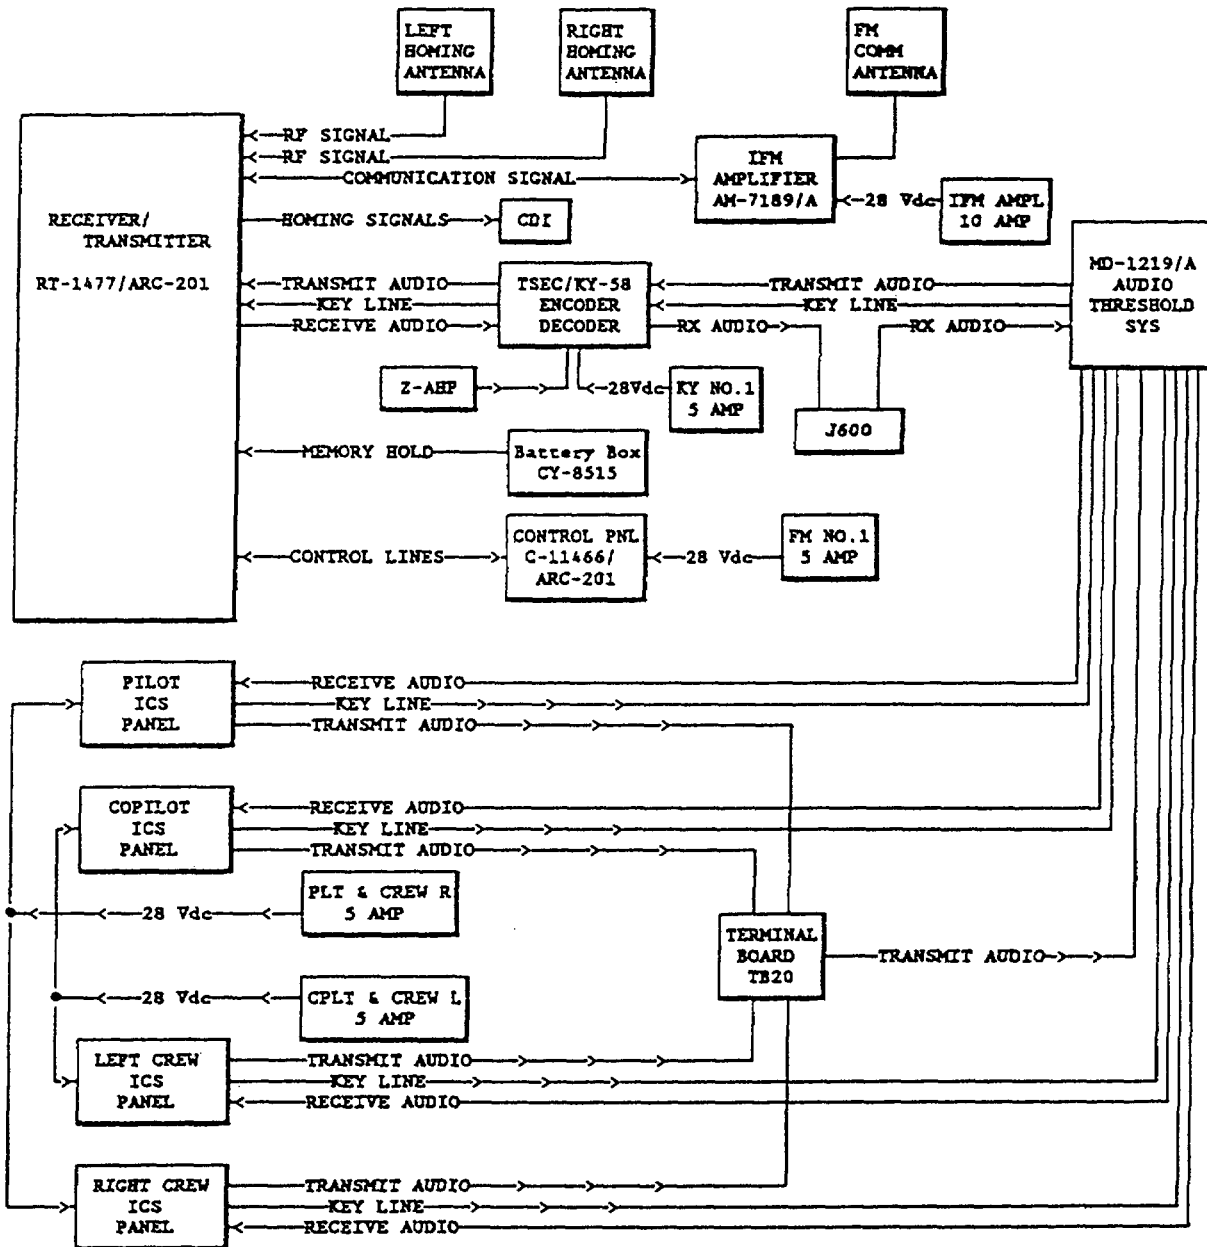 LEFT
HOMING
ANTENNA
RIGHT
HOMING
ANTENNA
FM
COMM
ANTENNA
RF SIGNAL
RF SIGNAL
COMMUNICATION SIGNAL
IFM
AMPLIFIER
AM-7189/A
28 Vdc
IFM AMPL
10 AMP
RECEIVER/
TRANSMITTER
RT-1477/ARC-201
HOMING SIGNALS
CDI
MD-1219/A
AUDIO
THRESHOLD
SYS
TRANSMIT AUDIO
KEY LINE
RECEIVE AUDIO
TSEC/KY-58
ENCODER
DECODER
TRANSMIT AUDIO
KEY LINE
RX AUDIO
RX AUDIO
Z-AHP
28Vdc
KY NO.1
5 AMP
J600
MEMORY HOLD
Battery Box
CY-8515
CONTROL LINES
CONTROL PNL
C-11466/
ARC-201
28 Vdc
FM NO.1
5 AMP
PILOT
ICS
PANEL
RECEIVE AUDIO
KEY LINE
TRANSMIT AUDIO
COPILOT
ICS
PANEL
RECEIVE AUDIO
KEY LINE
TRANSMIT AUDIO
28 Vdc
PLT & CREW R
5 AMP
TERMINAL
BOARD
TB20
TRANSMIT AUDIO
28 Vdc
CPLT & CREW L
5 AMP
LEFT CREW
ICS
PANEL
TRANSMIT AUDIO
KEY LINE
RECEIVE AUDIO
RIGHT CREW
ICS
PANEL
TRANSMIT AUDIO
KEY LINE
RECEIVE AUDIO